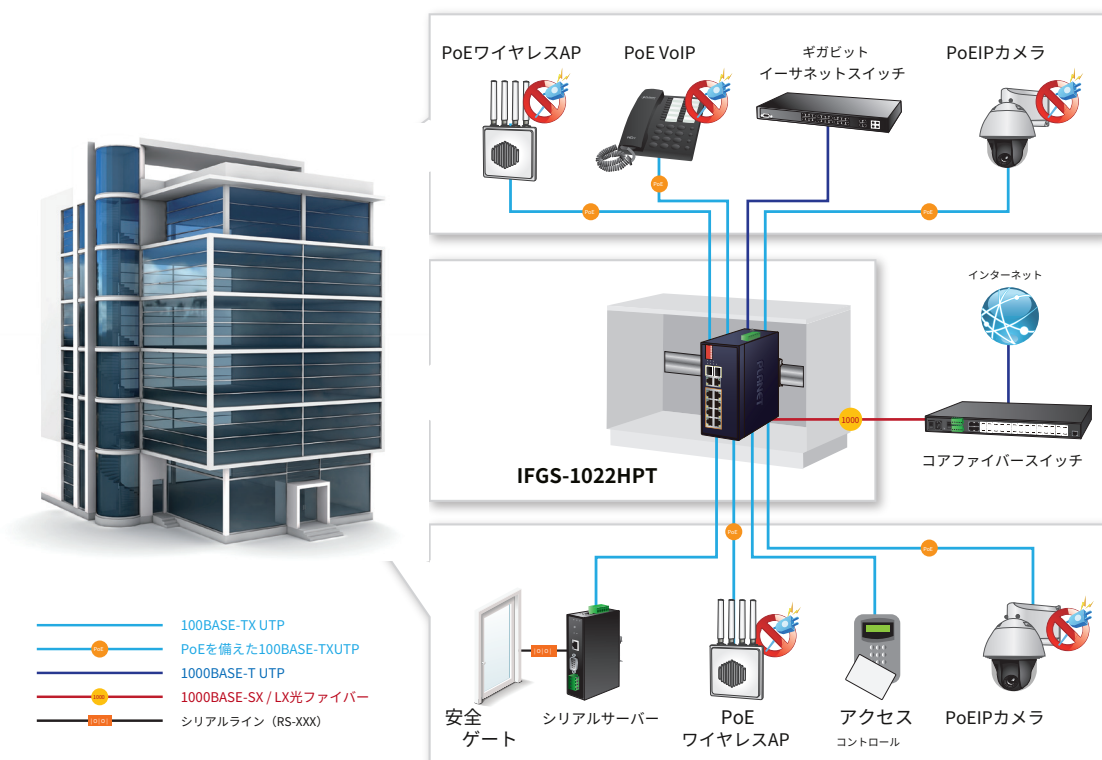 PoEワイヤレスAP
PoE VoIP
ギガビット
イーサネットスイッチ
PoEIPカメラ
PoE
PoE
PoE
インターネット
PLANET
1000
コアファイバースイッチ
IFGS-1022HPT
PoE
PoE
100BASE-TX UTP
PoE
PoEを備えた100BASE-TXUTP
1000BASE-T UTP
1000
1000BASE-SX / LX光ファイバー
|O|O|
シリアルライン（RS-XXX）
|O|O|
安全
ゲート
シリアルサーバー
PoE
ワイヤレスAP
アクセス
コントロール
PoEIPカメラ